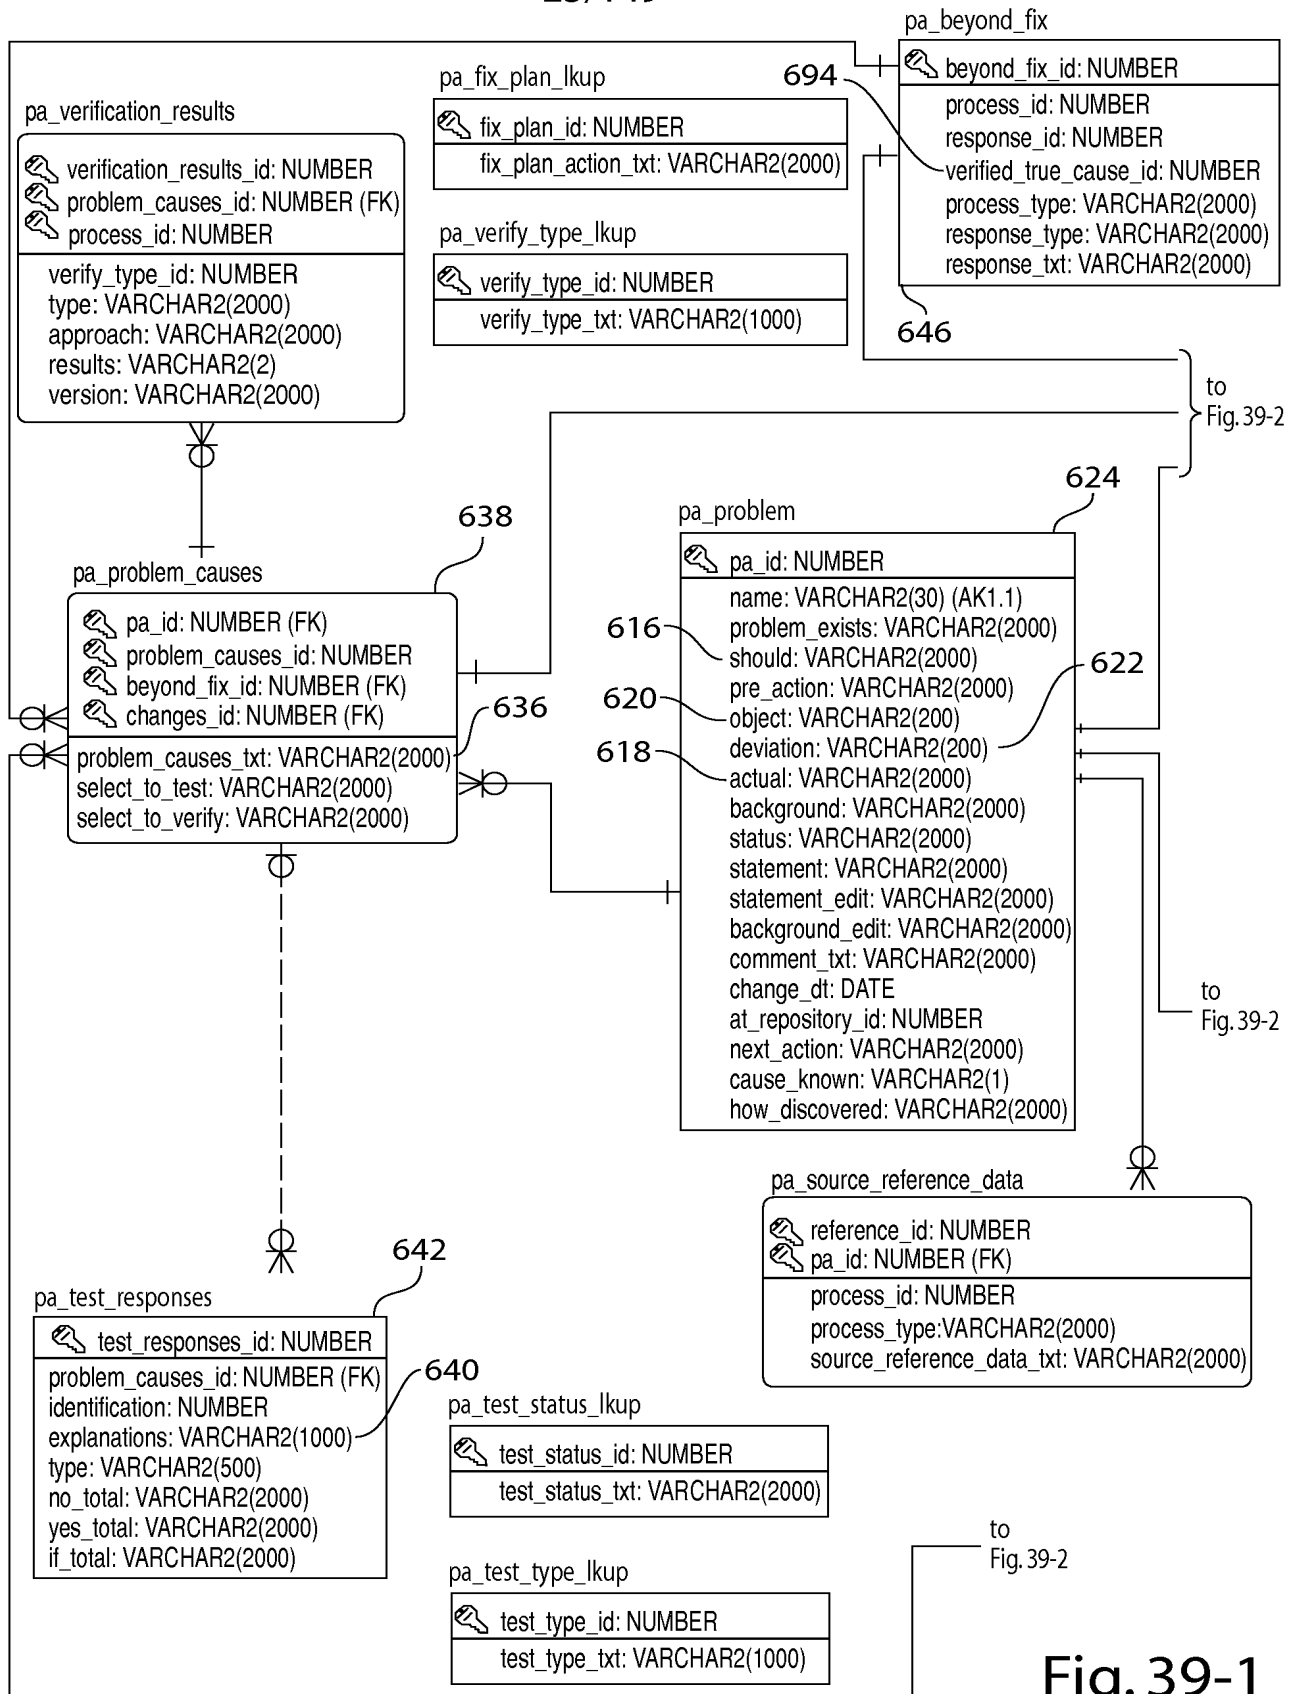 pa_beyond_fix
beyond_fix_id: NUMBER
process_id: NUMBER
response_id: NUMBER
verified_true_cause_id: NUMBER
process_type: VARCHAR2(2000)
response_type: VARCHAR2(2000)
response_txt: VARCHAR2(2000)
694
646
pa_fix_plan_lkup
fix_plan_id: NUMBER
fix_plan_action_txt: VARCHAR2(2000)
pa_verification_results
verification_results_id: NUMBER
problem_causes_id: NUMBER (FK)
process_id: NUMBER
verify_type_id: NUMBER
type: VARCHAR2(2000)
approach: VARCHAR2(2000)
results: VARCHAR2(2)
version: VARCHAR2(2000)
pa_verify_type_lkup
verify_type_id: NUMBER
verify_type_txt: VARCHAR2(1000)
to
Fig. 39-2
638
pa_problem_causes
pa_id: NUMBER (FK)
problem_causes_id: NUMBER
beyond_fix_id: NUMBER (FK)
changes_id: NUMBER (FK)
problem_causes_txt: VARCHAR2(2000)
select_to_test: VARCHAR2(2000)
select_to_verify: VARCHAR2(2000)
636
624
pa_problem
pa_id: NUMBER
name: VARCHAR2(30) (AK1.1)
problem_exists: VARCHAR2(2000)
should: VARCHAR2(2000)
pre_action: VARCHAR2(2000)
object: VARCHAR2(200)
deviation: VARCHAR2(200)
actual: VARCHAR2(2000)
background: VARCHAR2(2000)
status: VARCHAR2(2000)
statement: VARCHAR2(2000)
statement_edit: VARCHAR2(2000)
background_edit: VARCHAR2(2000)
comment_txt: VARCHAR2(2000)
change_dt: DATE
at_repository_id: NUMBER
next_action: VARCHAR2(2000)
cause_known: VARCHAR2(1)
how_discovered: VARCHAR2(2000)
616
622
620
618
to
Fig. 39-2
pa_source_reference_data
reference_id: NUMBER
pa_id: NUMBER (FK)
process_id: NUMBER
process_type:VARCHAR2(2000)
source_reference_data_txt: VARCHAR2(2000)
642
pa_test_responses
test_responses_id: NUMBER
problem_causes_id: NUMBER (FK)
identification: NUMBER
explanations: VARCHAR2(1000)
type: VARCHAR2(500)
no_total: VARCHAR2(2000)
yes_total: VARCHAR2(2000)
if_total: VARCHAR2(2000)
640
pa_test_status_lkup
test_status_id: NUMBER
test_status_txt: VARCHAR2(2000)
pa_test_type_lkup
test_type_id: NUMBER
test_type_txt: VARCHAR2(1000)
to
Fig. 39-2
Fig. 39-1